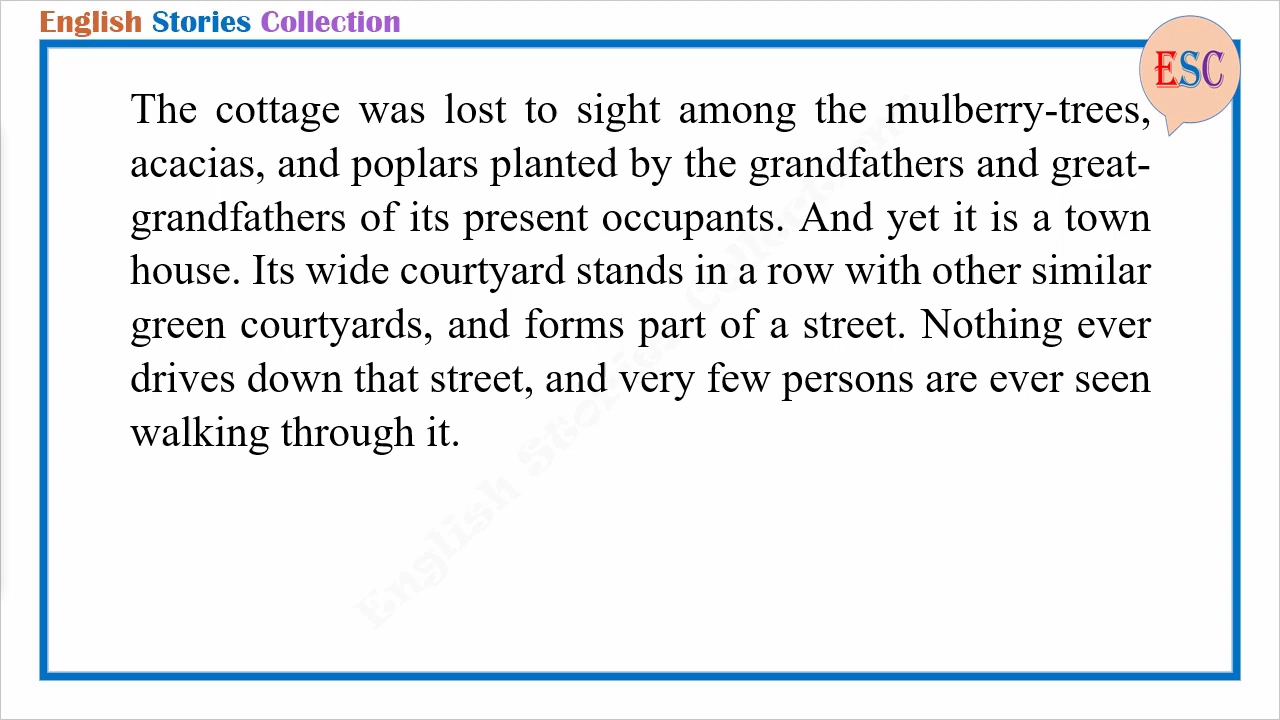 English Stories Collection
ESC
The cottage was lost to sight among the mulberry-trees,
acacias, and poplars planted by the grandfathers and great-
grandfathers of its present occupants. And yet it is a town
house. Its wide courtyard stands in a row with other similar
green courtyards, and forms part of a street. Nothing ever
drives down that street, and very few persons are ever seen
walking through it.
English Stories Collection